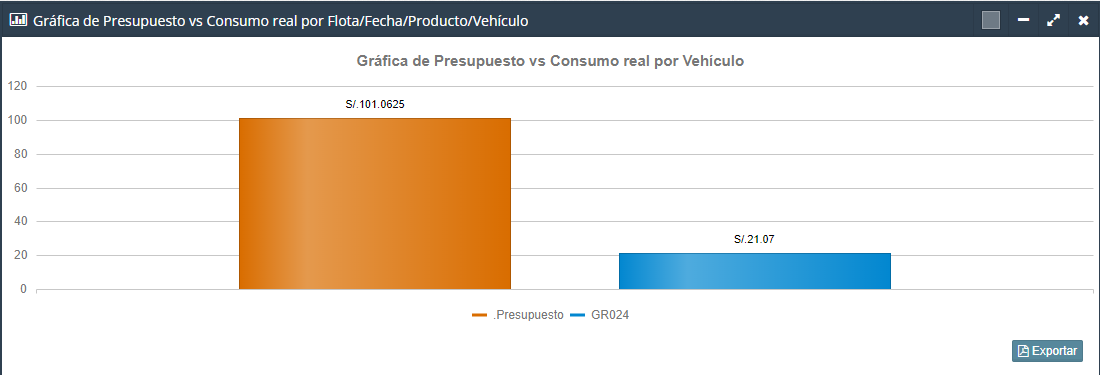 Gráfica de Presupuesto vs Consumo real por Flota/Fecha/Producto/Vehículo
Gráfica de Presupuesto vs Consumo real por Vehículo
120
100
80
60
40
20
0
S/.101.0625
S/.21.07
.Presupuesto GR024
Exportar